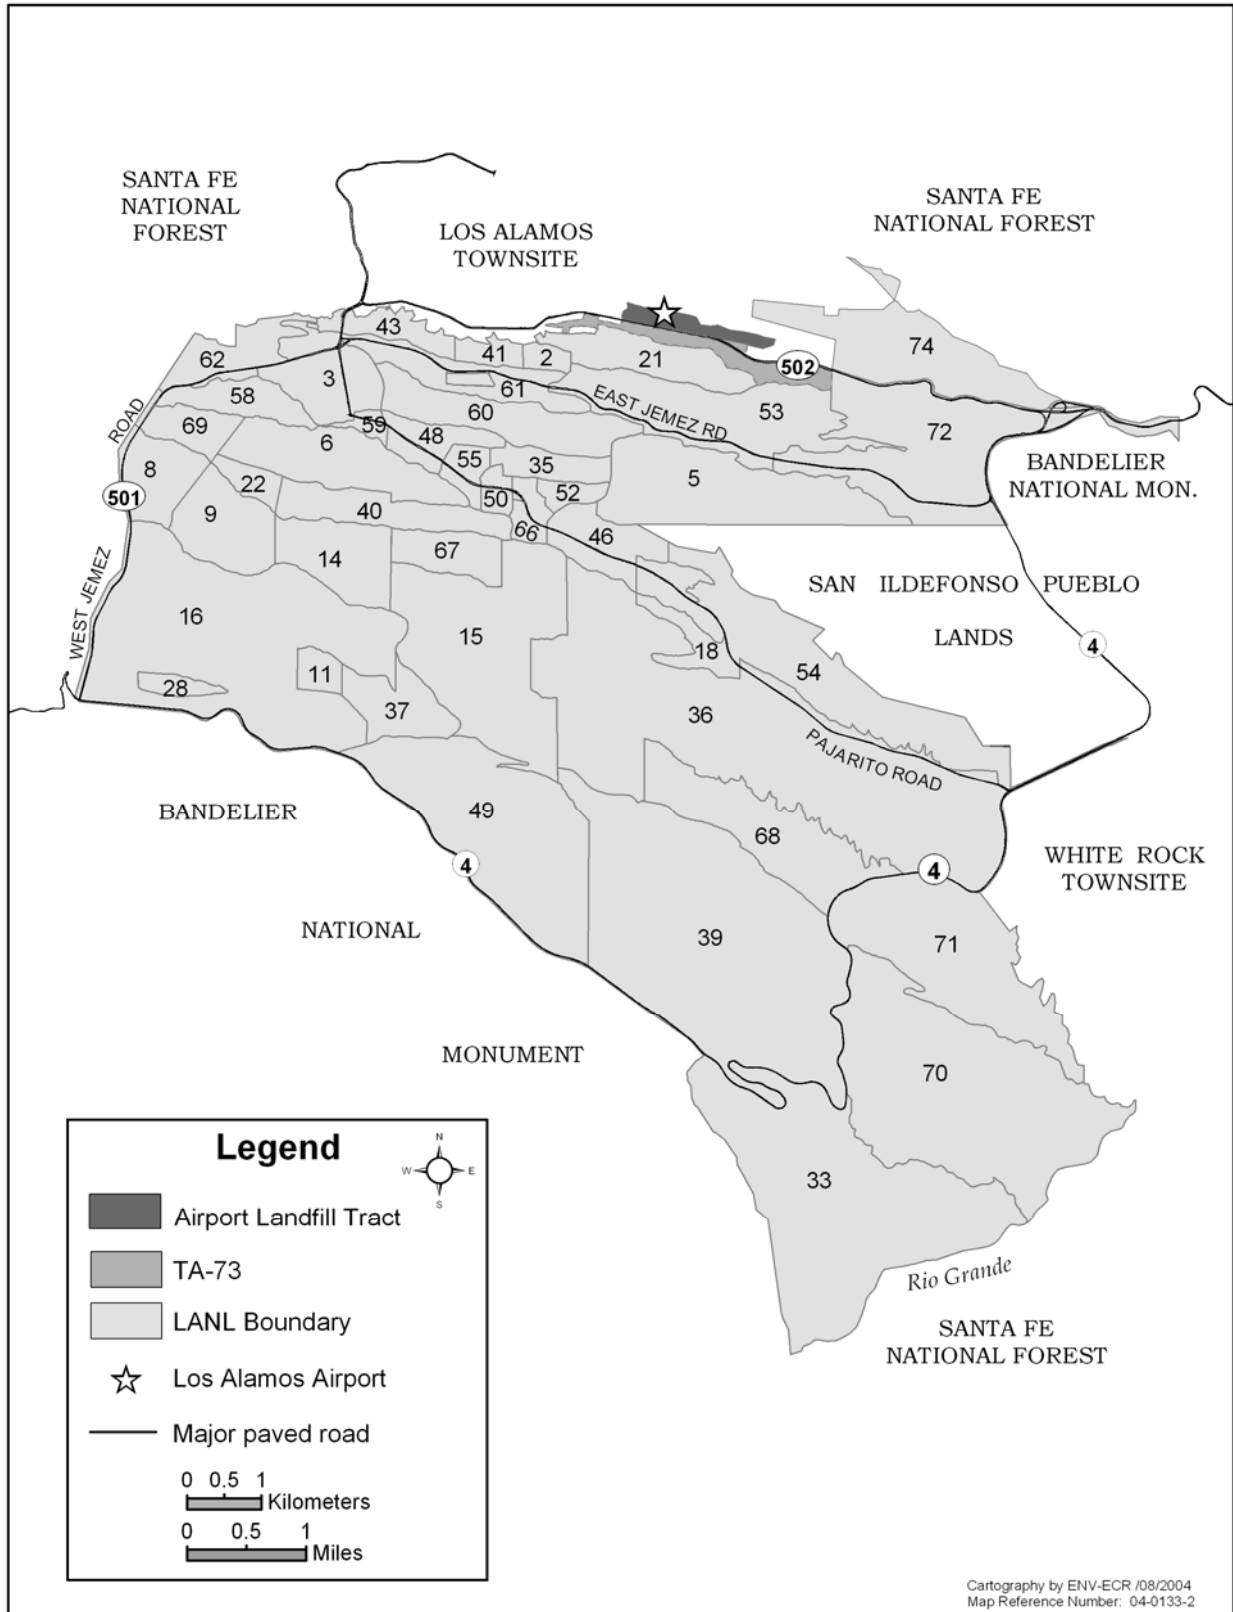 SANTA FE
NATIONAL
FOREST
LOS ALAMOS
TOWNSITE
SANTA FE
NATIONAL FOREST
43
62
41
2
21
74
502
3
58
61
60
EAST JEMEZ RD
53
ROAD
69
59
48
6
72
55
35
5
8
22
50
52
BANDELIER
NATIONAL MON.
501
9
40
66
46
14
67
WEST JEMEZ
SAN ILDEFONSO PUEBLO
LANDS
16
15
18
4
11
28
54
37
36
PAJARITO ROAD
BANDELIER
49
68
4
4
WHITE ROCK
TOWNSITE
NATIONAL
39
71
MONUMENT
70
33
Rio Grande
SANTA FE
NATIONAL FOREST
Legend
N
W E
S
Airport Landfill Tract
TA-73
LANL Boundary
Los Alamos Airport
Major paved road
0 0.5 1
Kilometers
0 0.5 1
Miles
Cartography by ENV-ECR /08/2004
Map Reference Number: 04-0133-2